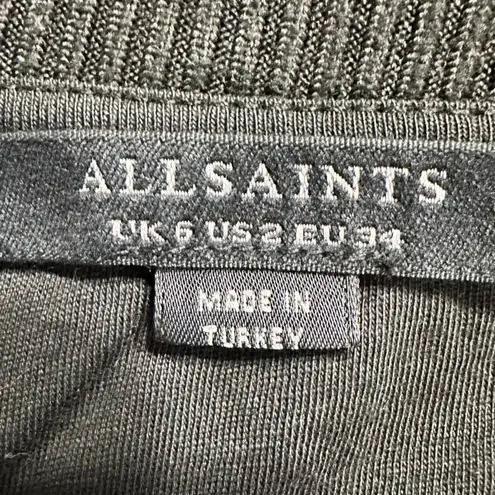 ALLSAINTS
UK 6 US 2 EU 34
MADE IN
TURKEY